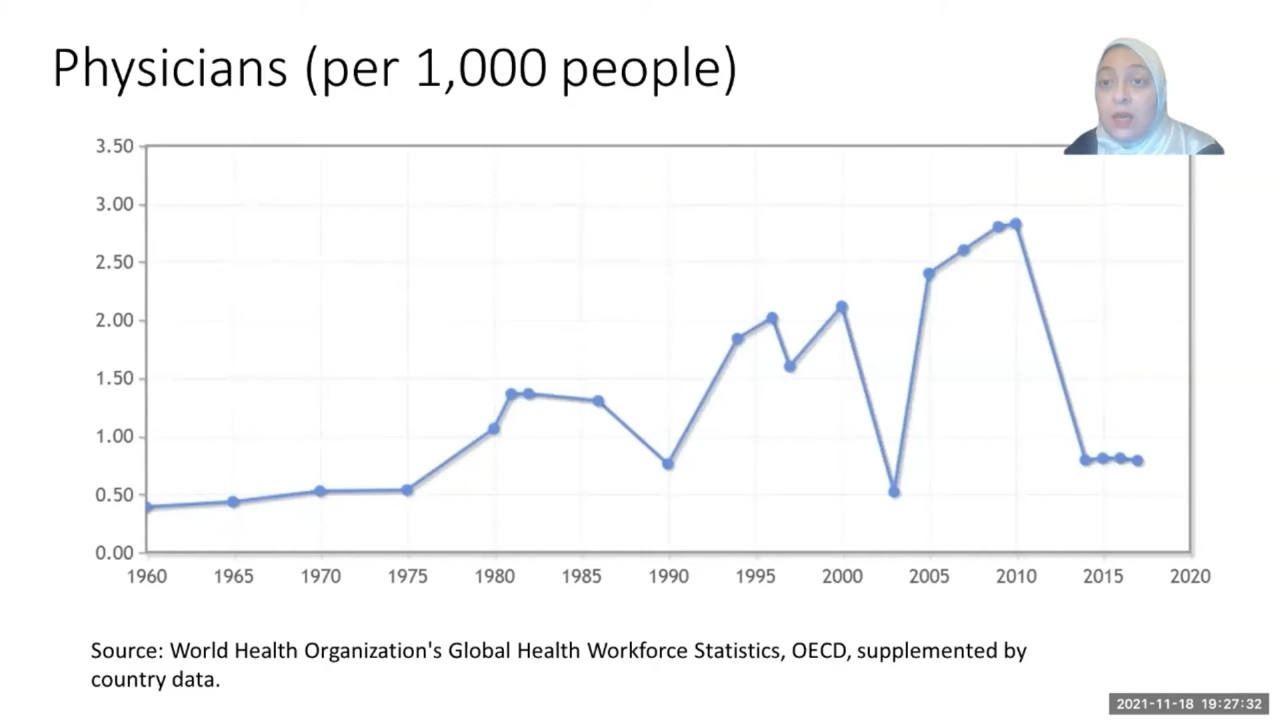 Physicians (per 1,000 people)
3.50
3.00
2.50
2.00
1.50
1.00
0.50
0.00
1960 1965 1970 1975 1980 1985 1990 1995 2000 2005 2010 2015 2020
Source: World Health Organization's Global Health Workforce Statistics, OECD, supplemented by
country data.
2021-11-18 19:27:32